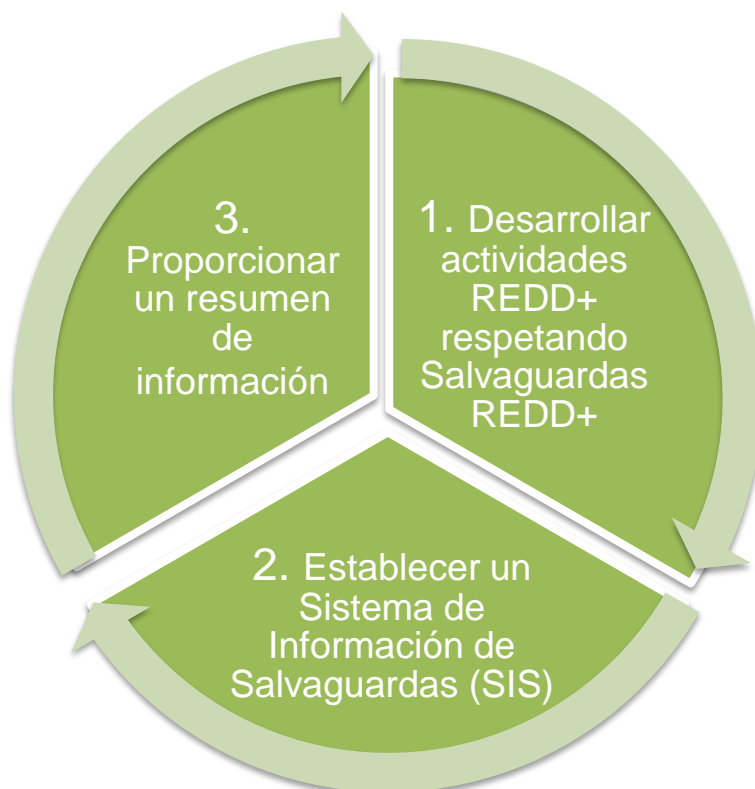 1. Desarrollar
actividades
REDD+
respetando
Salvaguardas
REDD+
2. Establecer un
Sistema de
Información de
Salvaguardas (SIS)
3.
Proporcionar
un resumen
de
información